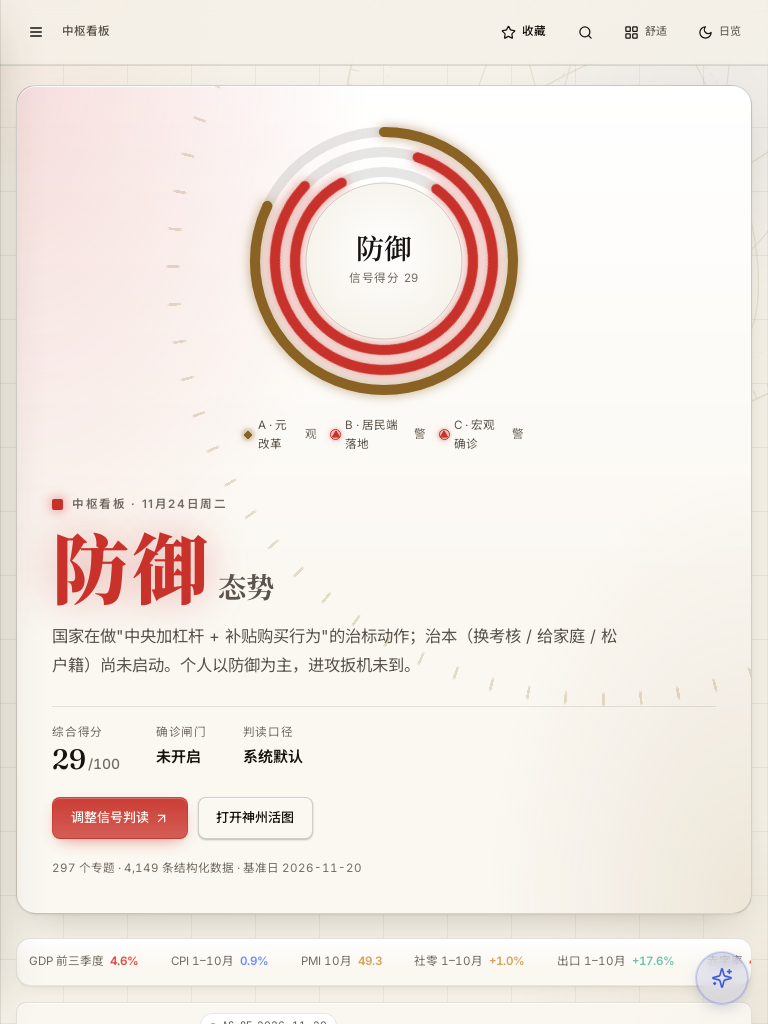 中枢看板
收藏
舒适
日览
防御
信号得分 29
A · 元改革 观
B · 居民端落地 警
C · 宏观确诊 警
中枢看板 · 11月24日周二
防御 态势
国家在做"中央加杠杆 + 补贴购买行为"的治标动作；治本（换考核 / 给家庭 / 松
户籍）尚未启动。个人以防御为主，进攻扳机未到。
综合得分 确诊闸门 判读口径
29/100 未开启 系统默认
调整信号判读 打开神州活图
297 个专题 · 4,149 条结构化数据 · 基准日 2026-11-20
GDP 前三季度 4.6% CPI 1–10月 0.9% PMI 10月 49.3 社零 1–10月 +1.0% 出口 1–10月 +17.6%